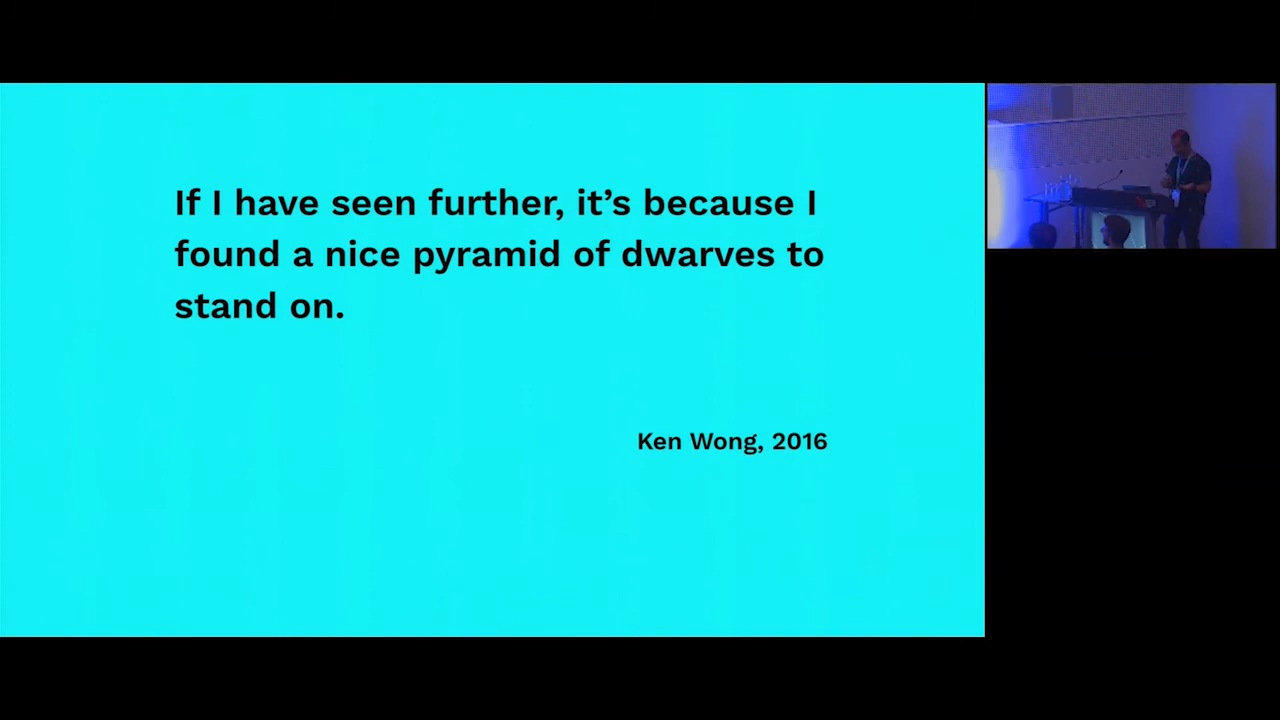 If I have seen further, it’s because I
found a nice pyramid of dwarves to
stand on.
Ken Wong, 2016